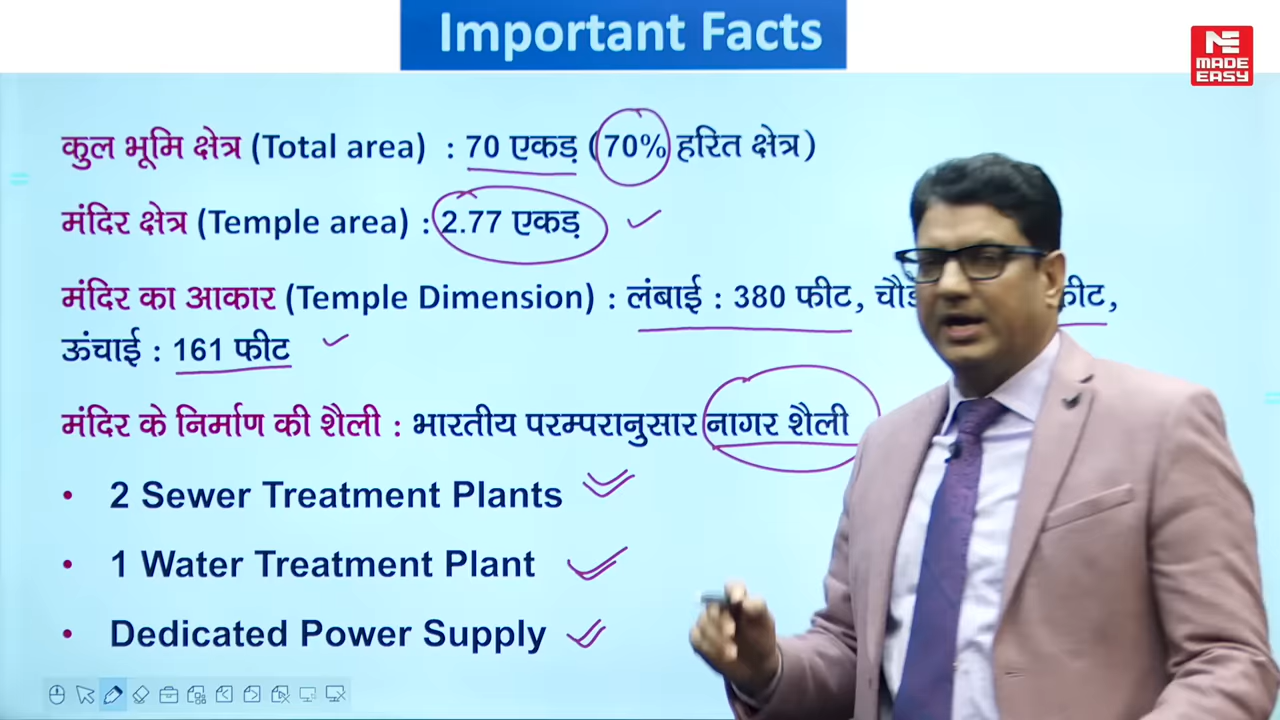 Important Facts
ME
MADE
EASY
कुल भूमि क्षेत्र (Total area) : 70 एकड़ (70% हरित क्षेत्र)
मंदिर क्षेत्र (Temple area) : 2.77 एकड़
मंदिर का आकार (Temple Dimension) : लंबाई : 380 फीट, फीट,
ऊंचाई : 161 फीट
मंदिर के निर्माण की शैली : भारतीय परम्परानुसार नागर शैली
• 2 Sewer Treatment Plants
• 1 Water Treatment Plant
• Dedicated Power Supply